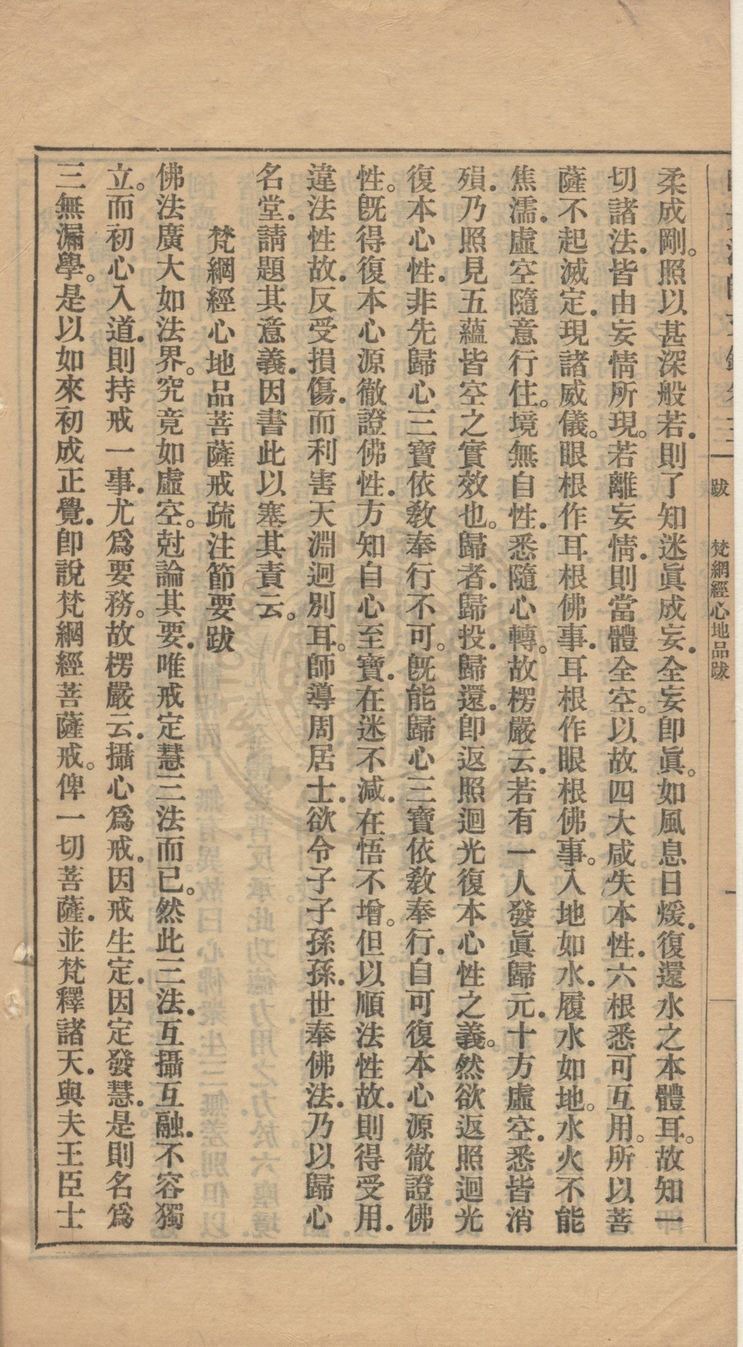 跋　梵網經心地品跋
柔成剛。照以甚深般若。則了知迷眞成妄。全妄卽眞。如風息日煖。復還水之本體耳。故知一
切諸法。皆由妄情所現。若離妄情。則當體全空。以故四大咸失本性。六根悉可互用。所以菩
薩不起滅定。現諸威儀。眼根作耳根佛事。耳根作眼根佛事。入地如水。履水如地。水火不能
焦濡。虛空隨意行住。境無自性。悉隨心轉。故楞嚴云。若有一人發眞歸元。十方虛空。悉皆消
殞。乃照見五蘊皆空之實效也。歸者。歸投。歸還。卽返照迴光復本心性之義。然欲返照迴光
復本心性。非先歸心三寶依敎奉行不可。旣能歸心三寶依敎奉行。自可復本心源徹證佛
性。旣得復本心源徹證佛性。方知自心至寶。在迷不減。在悟不增。但以順法性故。則得受用。
違法性故。反受損傷。而利害天淵迥別耳。師導周居士。欲令子子孫孫。世奉佛法。乃以歸心
名堂。請題其意義。因書此以塞其責云。
梵網經心地品菩薩戒疏注節要跋
佛法廣大如法界。究竟如虛空。尅論其要。唯戒定慧三法而已。然此三法。互攝互融。不容獨
立。而初心入道。則持戒一事。尤爲要務。故楞嚴云。攝心爲戒。因戒生定。因定發慧。是則名爲
三無漏學。是以如來初成正覺。卽說梵網經菩薩戒。俾一切菩薩。並梵釋諸天。與夫王臣士